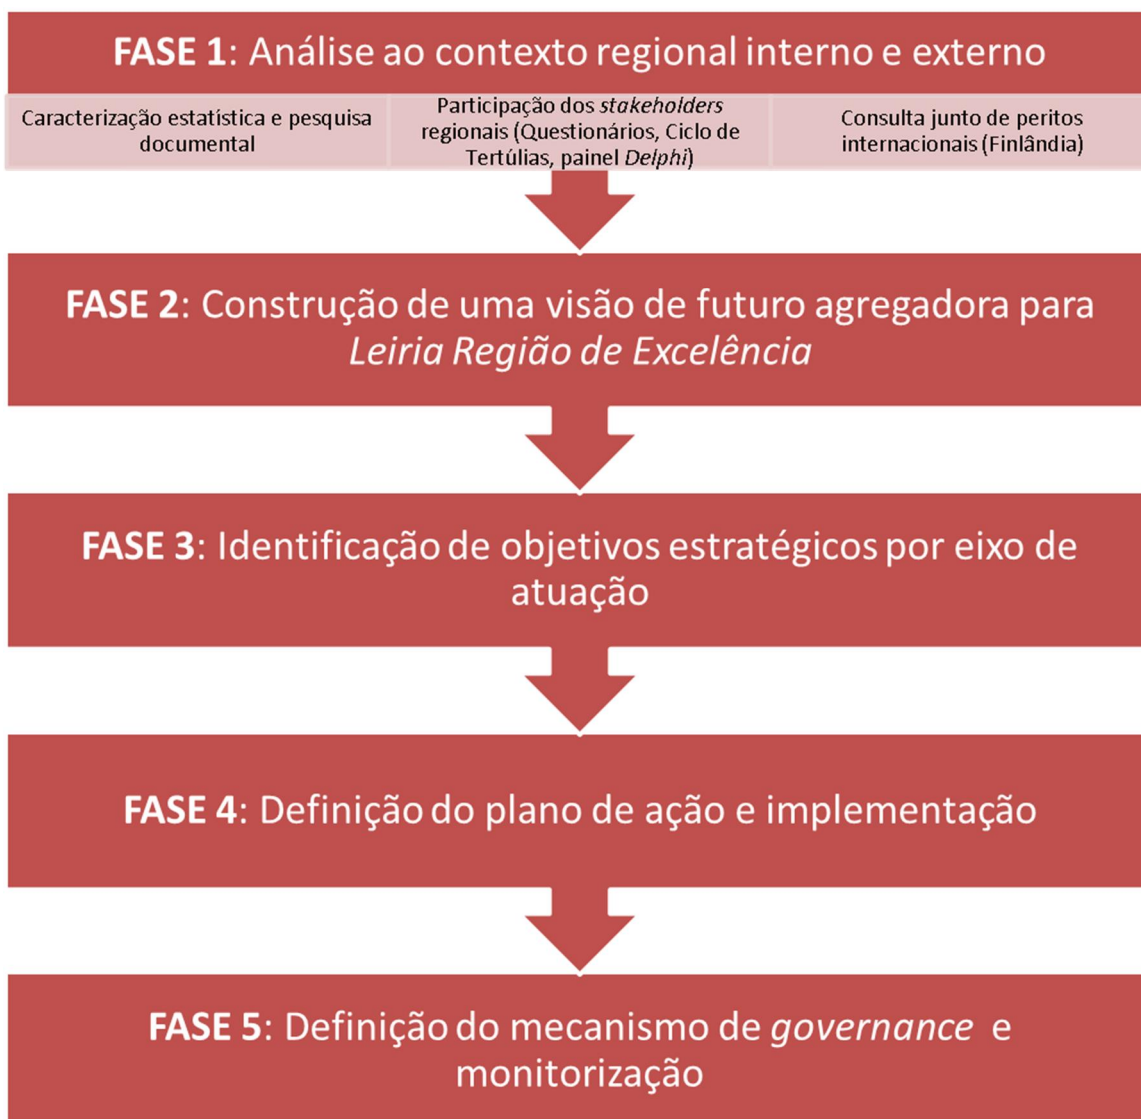 FASE 1: Análise ao contexto regional interno e externo
Caracterização estatística e pesquisa
documental
Participação dos stakeholders
regionais (Questionários, Ciclo de
Tertúlias, painel Delphi)
Consulta junto de peritos
internacionais (Finlândia)
FASE 2: Construção de uma visão de futuro agregadora para
Leiria Região de Excelência
FASE 3: Identificação de objetivos estratégicos por eixo de
atuação
FASE 4: Definição do plano de ação e implementação
FASE 5: Definição do mecanismo de governance e
monitorização